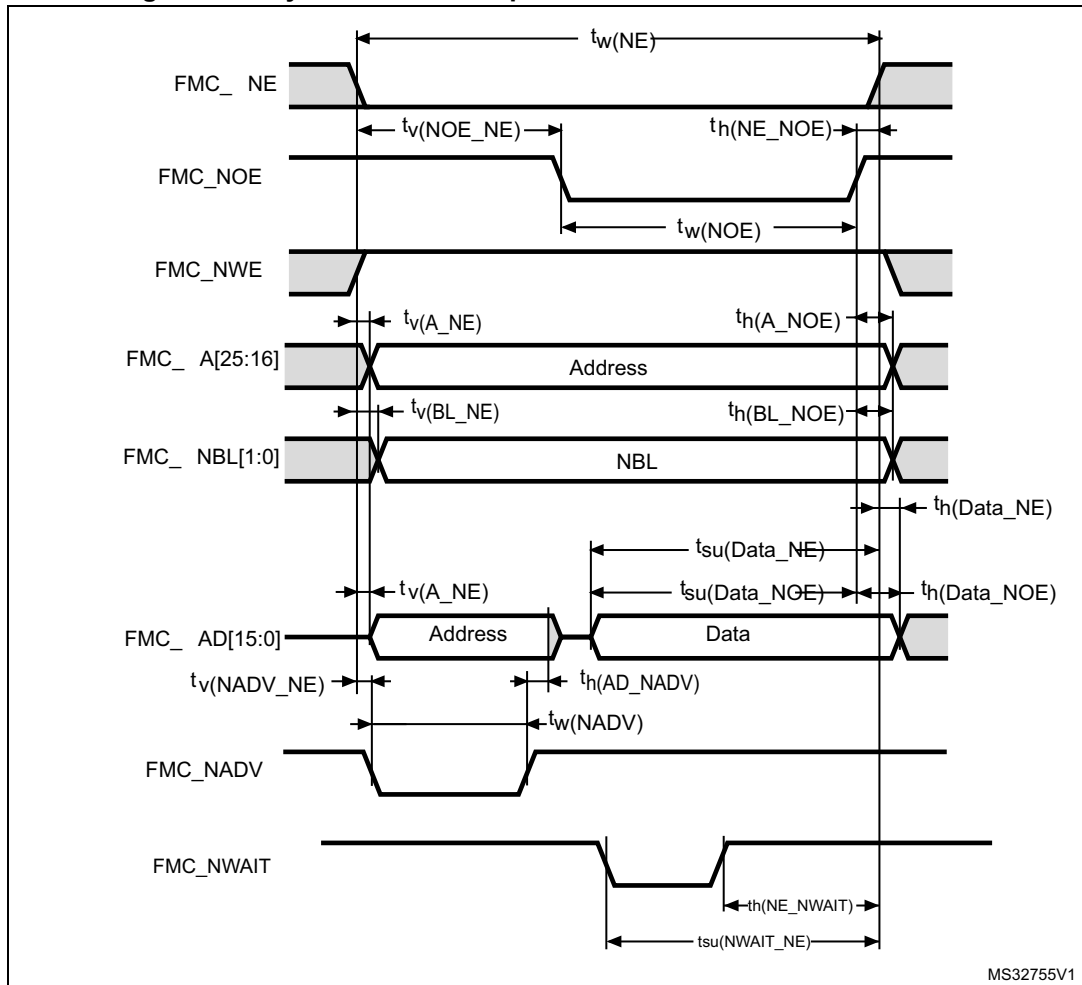 tw(NE)
FMC_ NE
tv(NOE_NE)
th(NE_NOE)
FMC_NOE
tw(NOE)
FMC_NWE
tv(A_NE)
th(A_NOE)
FMC_ A[25:16]
Address
tv(BL_NE)
th(BL_NOE)
FMC_ NBL[1:0]
NBL
th(Data_NE)
tsu(Data_NE)
tv(A_NE)
tsu(Data_NOE)
th(Data_NOE)
FMC_ AD[15:0]
Address
Data
tv(NADV_NE)
th(AD_NADV)
tw(NADV)
FMC_NADV
FMC_NWAIT
th(NE_NWAIT)
tsu(NWAIT_NE)
MS32755V1